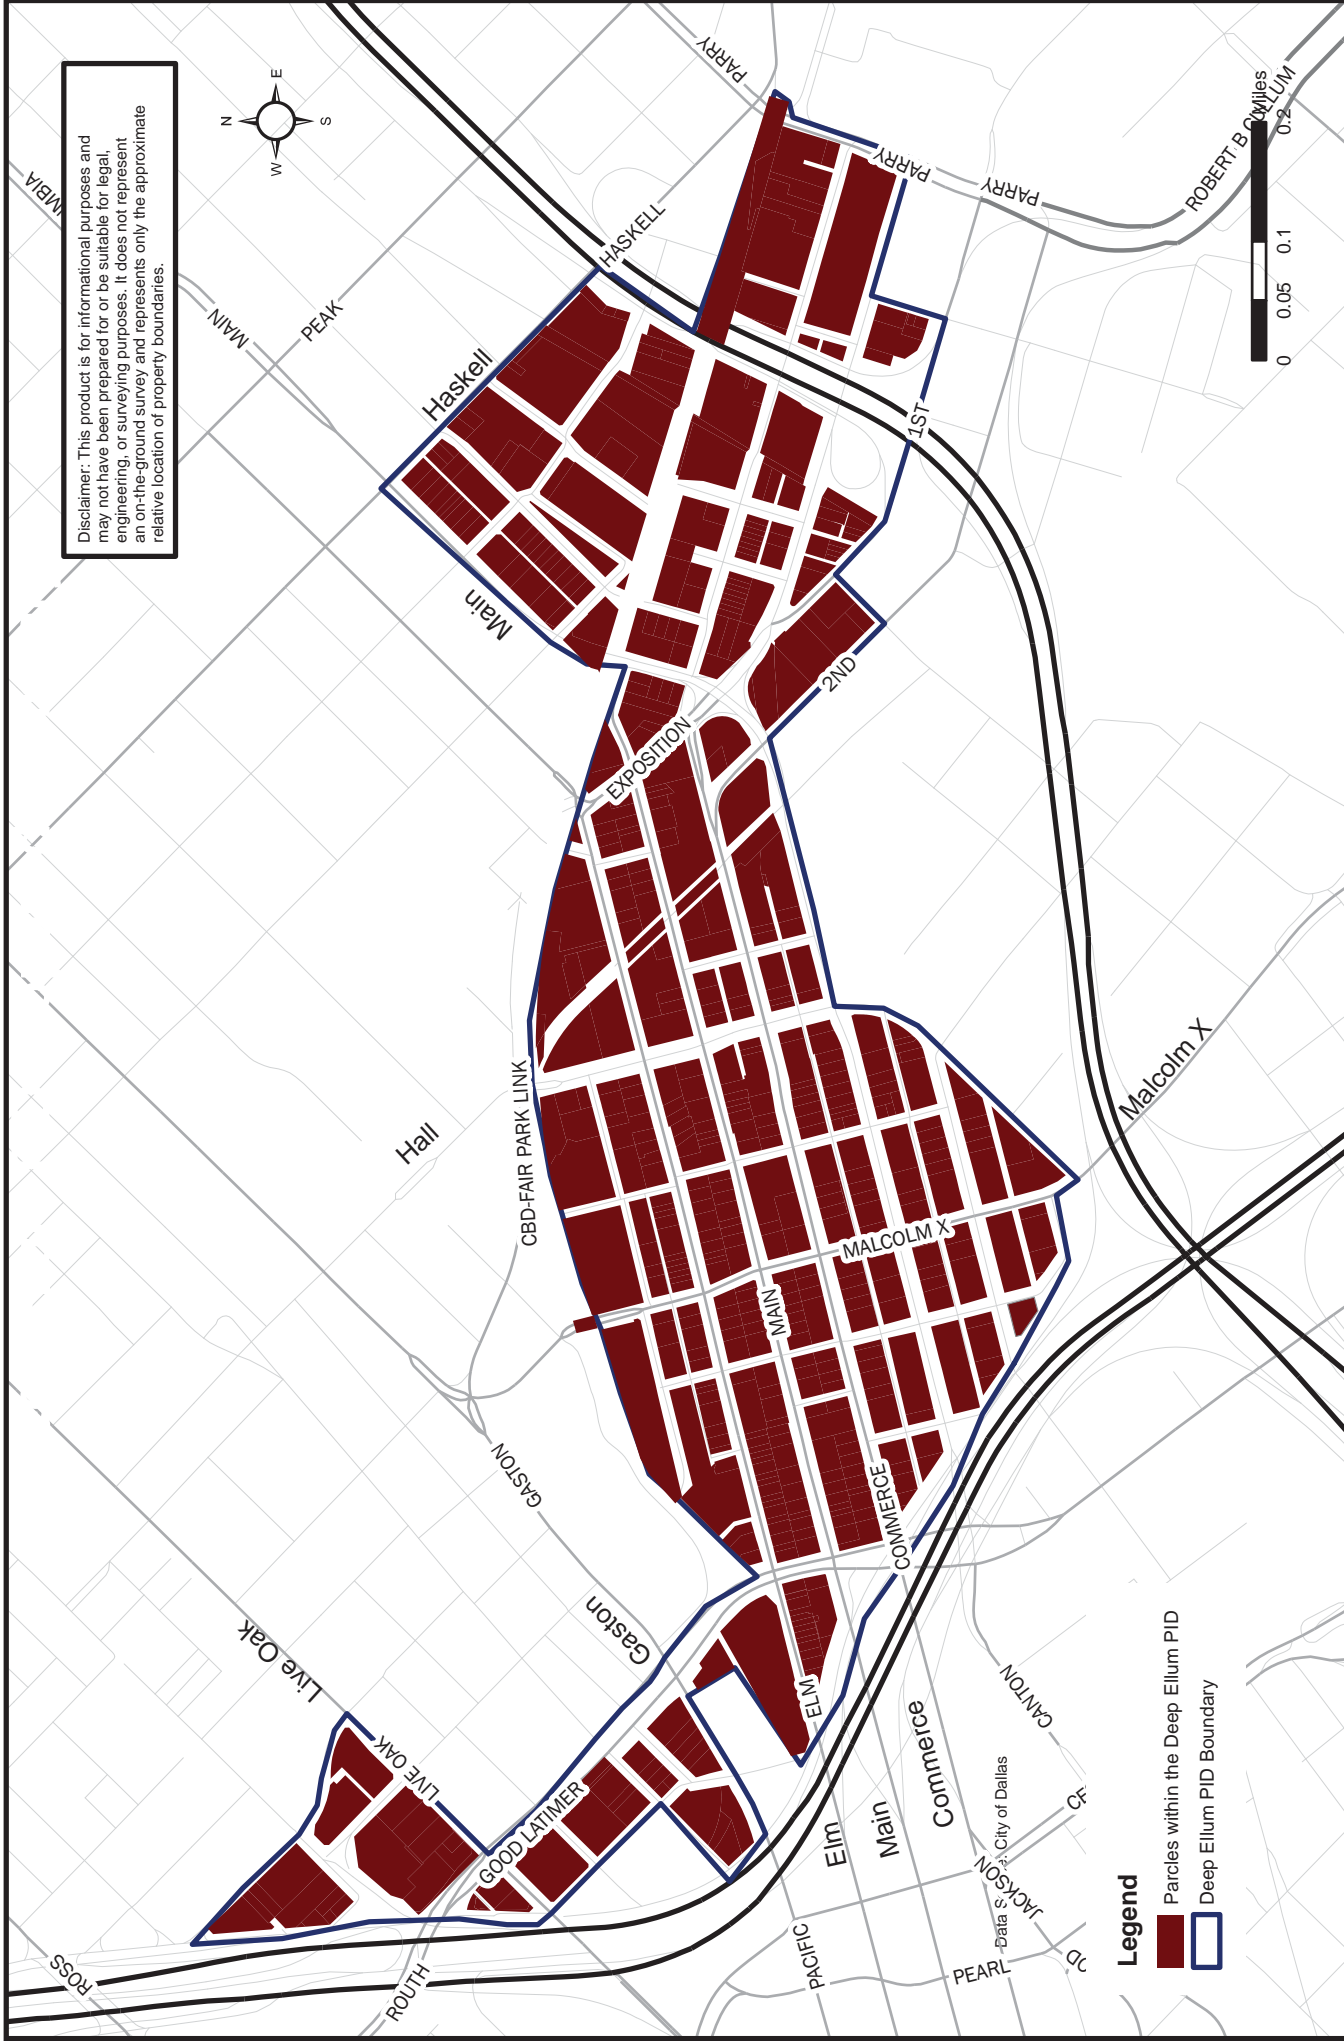 Disclaimer: This product is for informational purposes and
may not have been prepared for or be suitable for legal,
engineering, or surveying purposes. It does not represent
an on-the-ground survey and represents only the approximate
relative location of property boundaries.
N
E
S
W
PARRY
PARRY
PARRY
ROBERT B CULLUM
Miles
0
0.05
0.1
0.2
MAIN
PEAK
HASKELL
Haskell
Main
1ST
2ND
EXPOSITION
CBD-FAIR PARK LINK
Hall
Malcolm X
MALCOLM X
MAIN
COMMERCE
GASTON
Gaston
Live Oak
LIVE OAK
GOOD LATIMER
ELM
Elm
Main
Commerce
CANTON
JACKSON
PACIFIC
PEARL
ROSS
ROUTH
City of Dallas
Legend
Parcles within the Deep Ellum PID
Deep Ellum PID Boundary